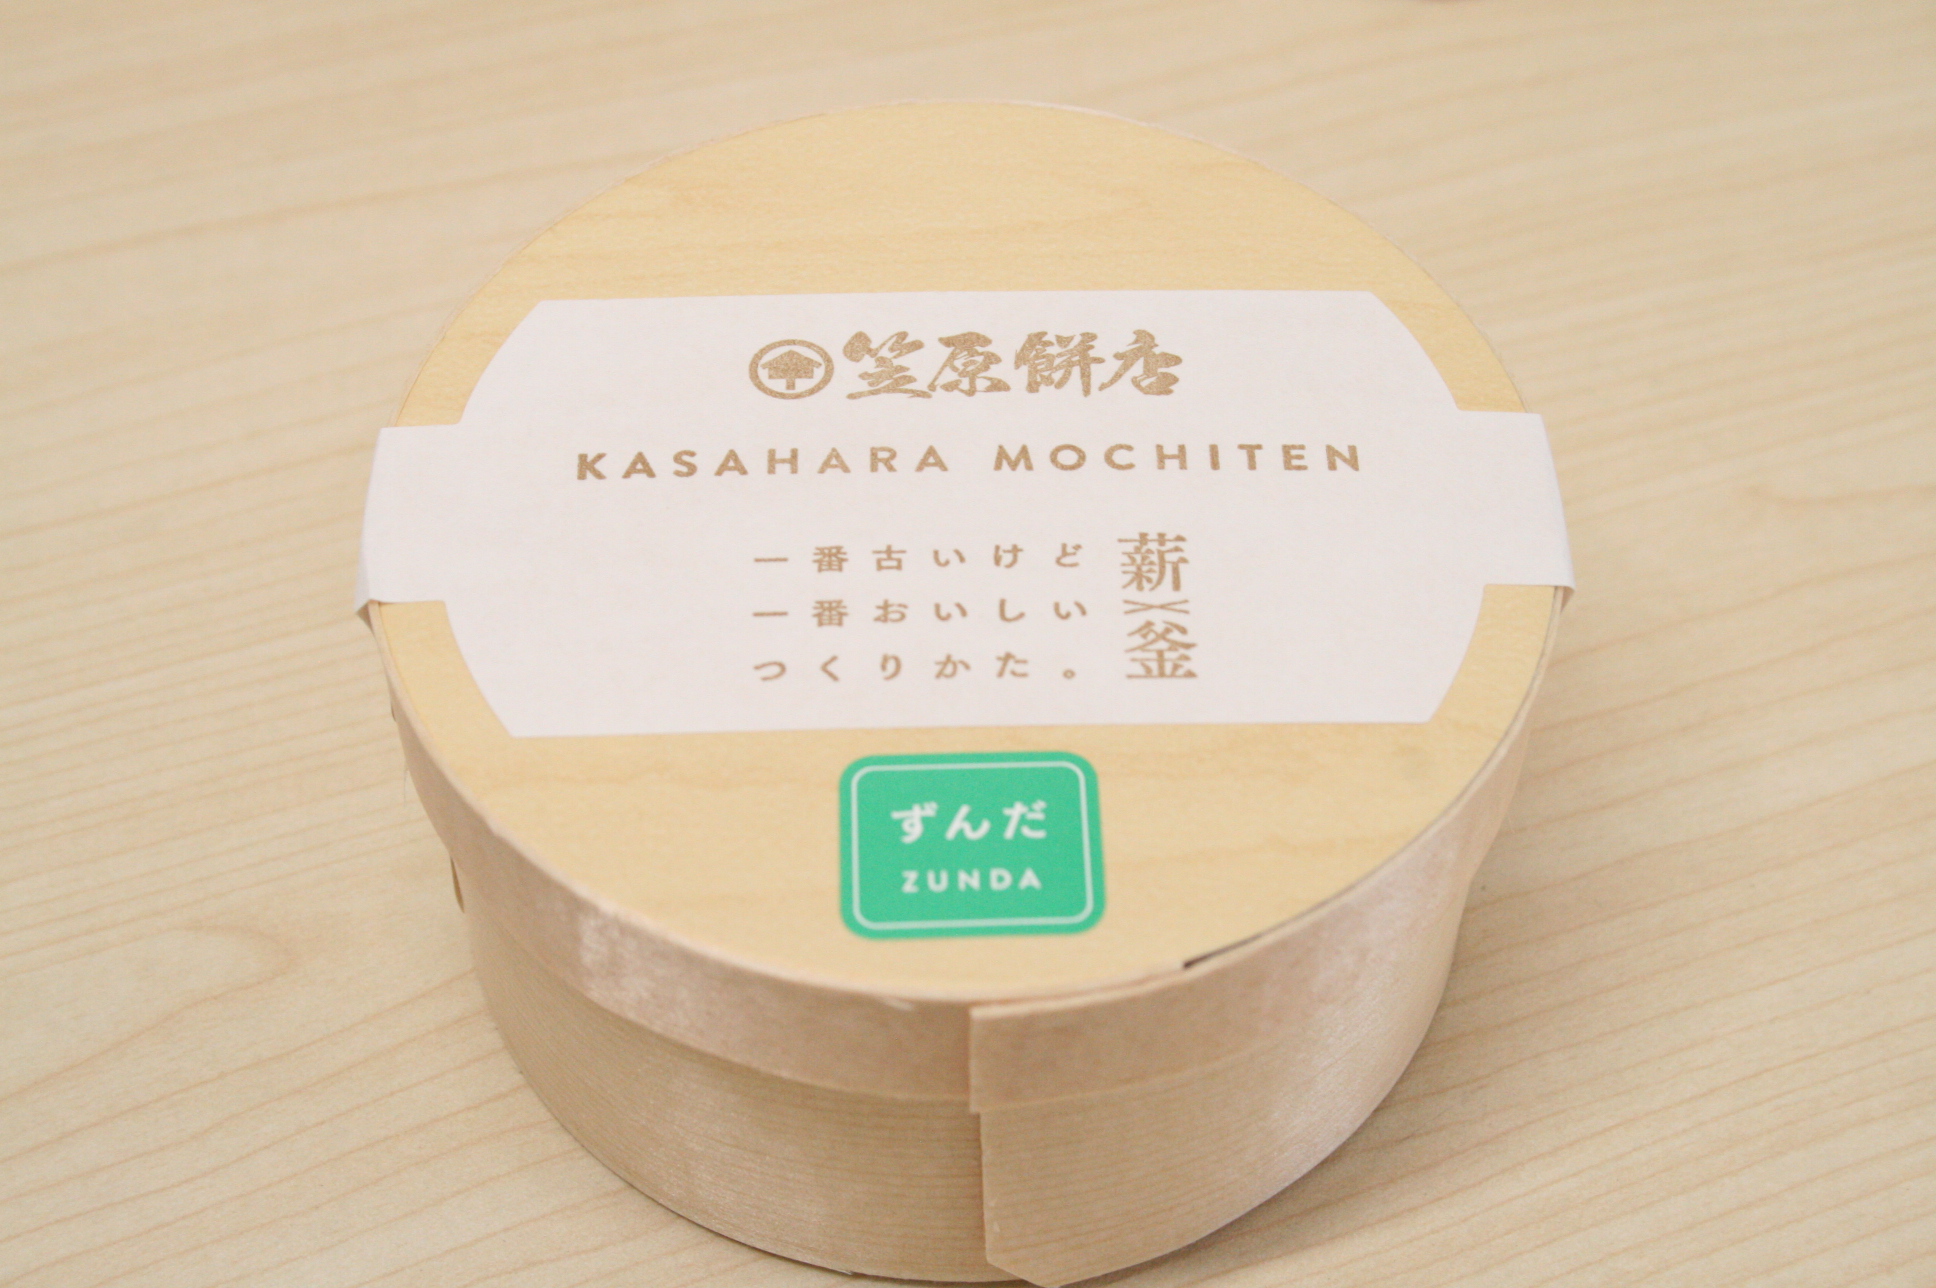 笠原餅店
KASAHARA MOCHITEN
一番古いけど
一番おいしい
つくりかた。
薪×釜
ずんだ
ZUNDA